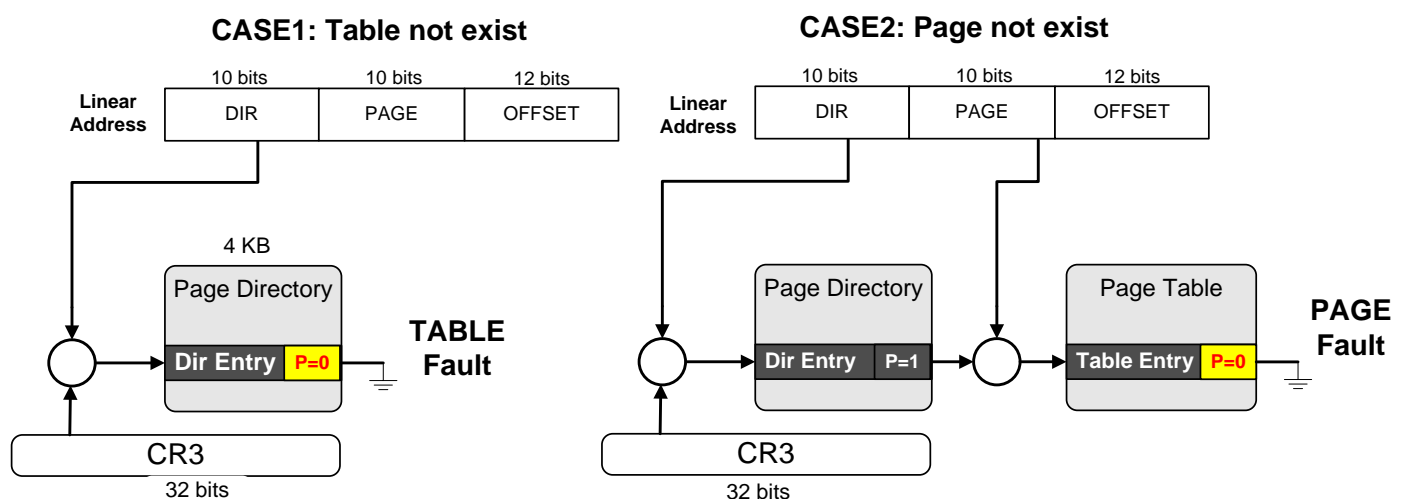 CASE1: Table not exist
10 bits 10 bits 12 bits
Linear
Address
DIR PAGE OFFSET
4 KB
Page Directory
Dir Entry P=0
TABLE
Fault
CR3
32 bits
CASE2: Page not exist
10 bits 10 bits 12 bits
Linear
Address
DIR PAGE OFFSET
Page Directory
Dir Entry P=1
Page Table
Table Entry P=0
PAGE
Fault
CR3
32 bits